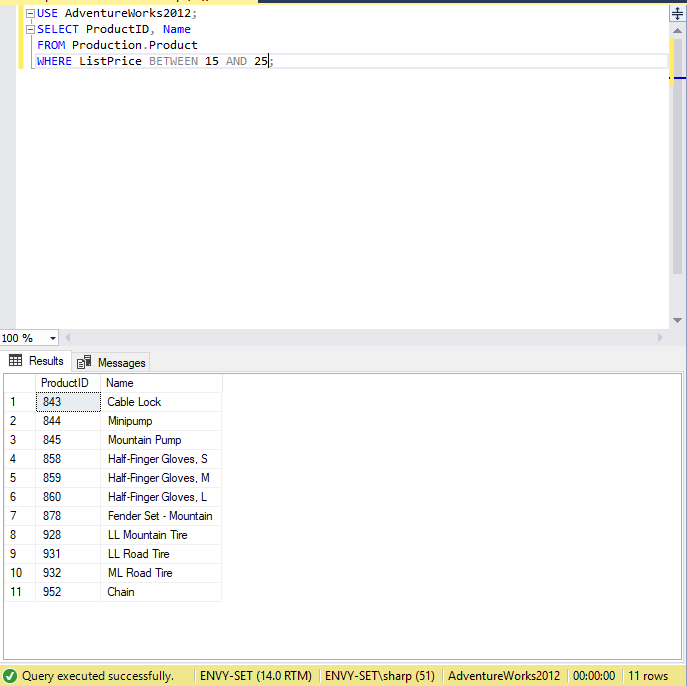 USE AdventureWorks2012;
SELECT ProductID, Name
FROM Production.Product
WHERE ListPrice BETWEEN 15 AND 25;
100 %
Results Messages
ProductID Name
1 843 Cable Lock
2 844 Minipump
3 845 Mountain Pump
4 858 Half-Finger Gloves, S
5 859 Half-Finger Gloves, M
6 860 Half-Finger Gloves, L
7 878 Fender Set - Mountain
8 928 LL Mountain Tire
9 931 LL Road Tire
10 932 ML Road Tire
11 952 Chain
Query executed successfully. ENVY-SET (14.0 RTM) ENVY-SET\sharp (51) AdventureWorks2012 00:00:00 11 rows